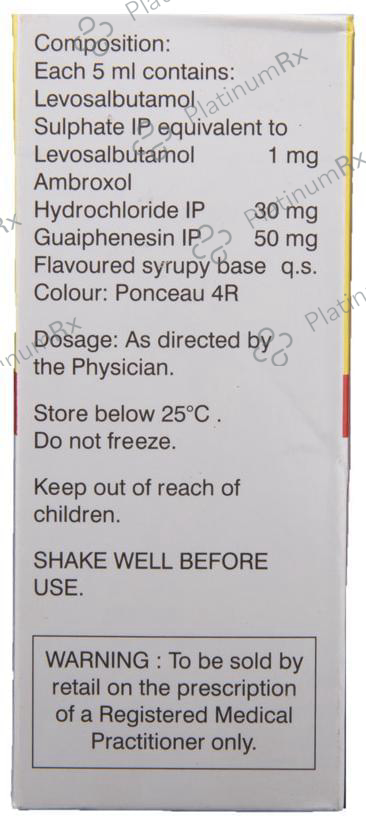 Composition:
Each 5 ml contains:
Levosalbutamol
Sulphate IP equivalent to
Levosalbutamol 1 mg
Ambroxol
Hydrochloride IP 30 mg
Guaiphenesin IP 50 mg
Flavoured syrupy base q.s.
Colour: Ponceau 4R
Dosage: As directed by
the Physician.
Store below 25°C .
Do not freeze.
Keep out of reach of
children.
SHAKE WELL BEFORE
USE.
WARNING : To be sold by
retail on the prescription
of a Registered Medical
Practitioner only.
PlatinumRx
PlatinumRx